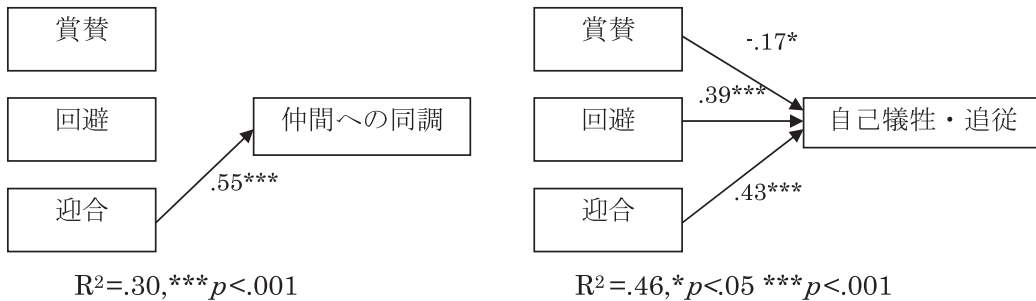 賞賛
回避
迎合
仲間への同調
.55***
R²=.30,***p<.001
賞賛
回避
迎合
-.17*
.39***
.43***
自己犠牲・追従
R²=.46,*p<.05 ***p<.001